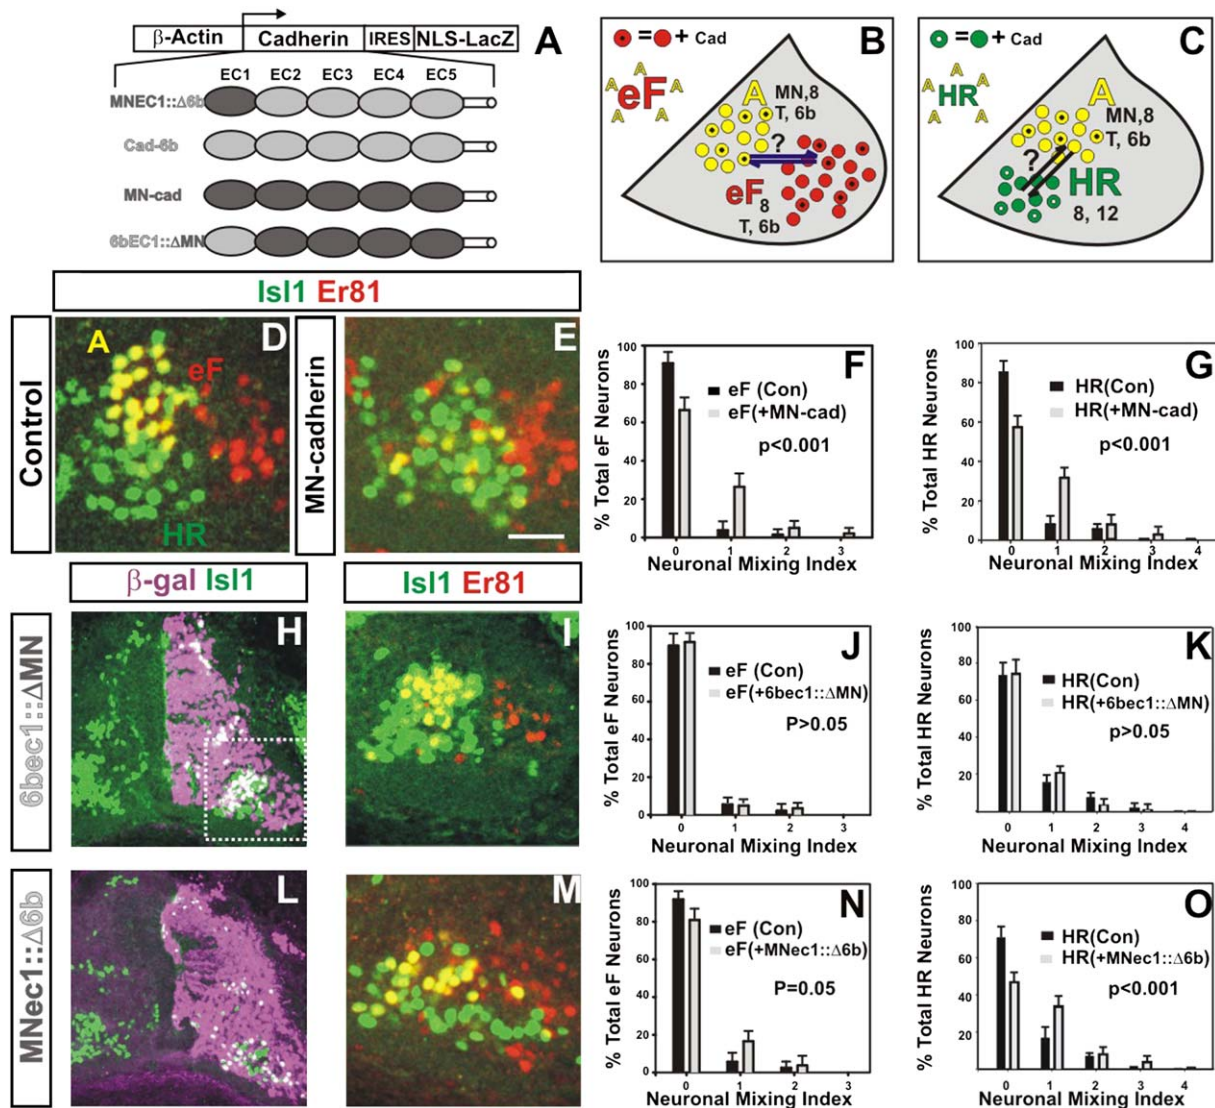 β-Actin Cadherin IRES NLS-LacZ
A
EC1 EC2 EC3 EC4 EC5
MNEC1::Δ6b
Cad-6b
MN-cad
6bEC1::ΔMN
= + Cad
B
A
A A
A eF A
A
MN,8
T, 6b
?
eF8
T, 6b
= + Cad
C
A
A A
A HR A
A
MN,8
T, 6b
?
HR
8, 12
Isl1 Er81
Control
A
eF
D
HR
MN-cadherin
E
F
% Total eF Neurons
100
80
60
40
20
0
eF (Con)
eF(+MN-cad)
p<0.001
0 1 2 3
Neuronal Mixing Index
G
% Total HR Neurons
100
80
60
40
20
HR(Con)
HR(+MN-cad)
p<0.001
0 1 2 3 4
Neuronal Mixing Index
β-gal Isl1
Isl1 Er81
6bec1::ΔMN
H
I
J
% Total eF Neurons
100
80
60
40
20
0
eF (Con)
eF(+6bec1::ΔMN)
P>0.05
0 1 2 3
Neuronal Mixing Index
K
% Total HR Neurons
100
80
60
40
20
HR(Con)
HR(+6bec1::ΔMN)
p>0.05
0 1 2 3 4
Neuronal Mixing Index
MNec1::Δ6b
L
M
N
% Total eF Neurons
100
80
60
40
20
0
eF (Con)
eF(+MNec1::Δ6b)
P=0.05
0 1 2 3
Neuronal Mixing Index
O
% Total HR Neurons
100
80
60
40
20
HR(Con)
HR(+MNec1::Δ6b)
p<0.001
0 1 2 3 4
Neuronal Mixing Index